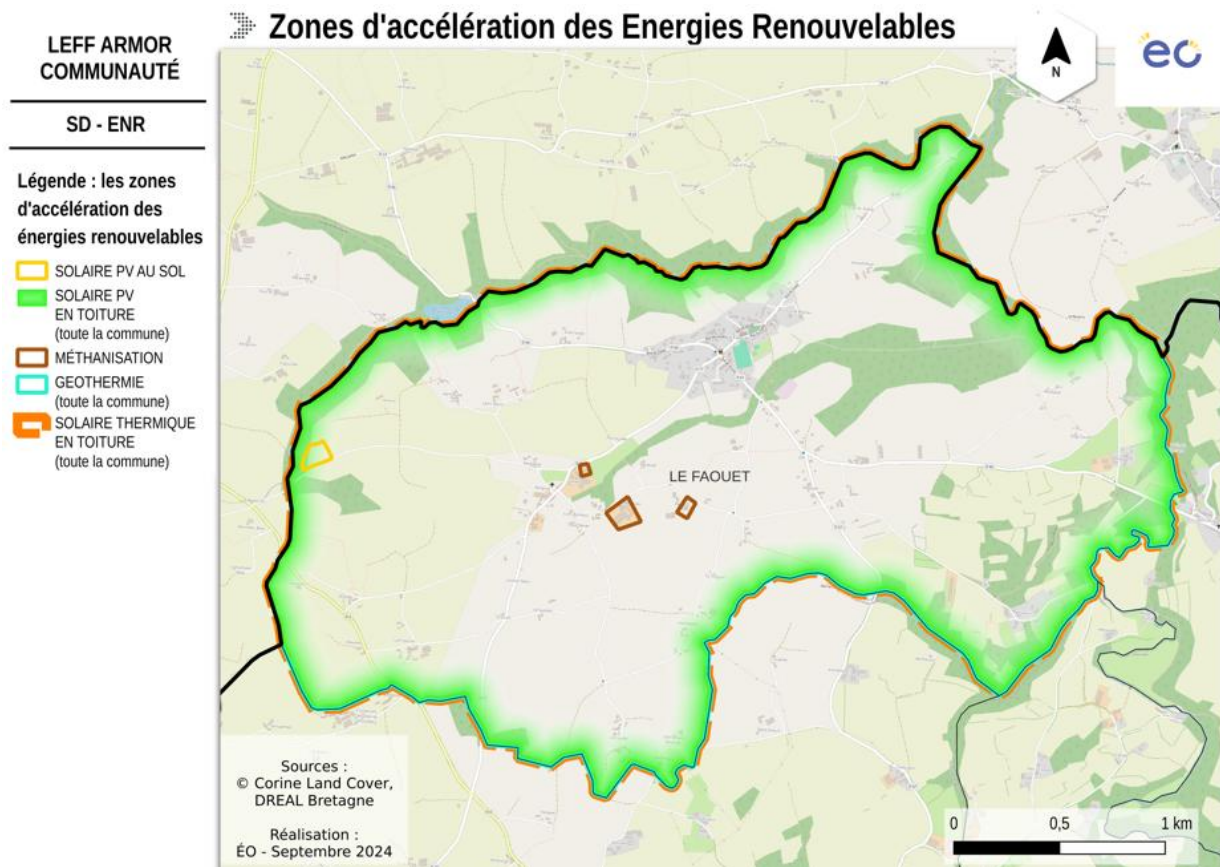 Zones d'accélération des Energies Renouvelables
LEFF ARMOR
COMMUNAUTÉ
SD - ENR
Légende : les zones
d'accélération des
énergies renouvelables
SOLAIRE PV AU SOL
SOLAIRE PV
EN TOITURE
(toute la commune)
MÉTHANISATION
GEOTHERMIE
(toute la commune)
SOLAIRE THERMIQUE
EN TOITURE
(toute la commune)
N
éo
LE FAOUET
Sources :
© Corine Land Cover,
DREAL Bretagne
Réalisation :
ÉO - Septembre 2024
0 0,5 1 km